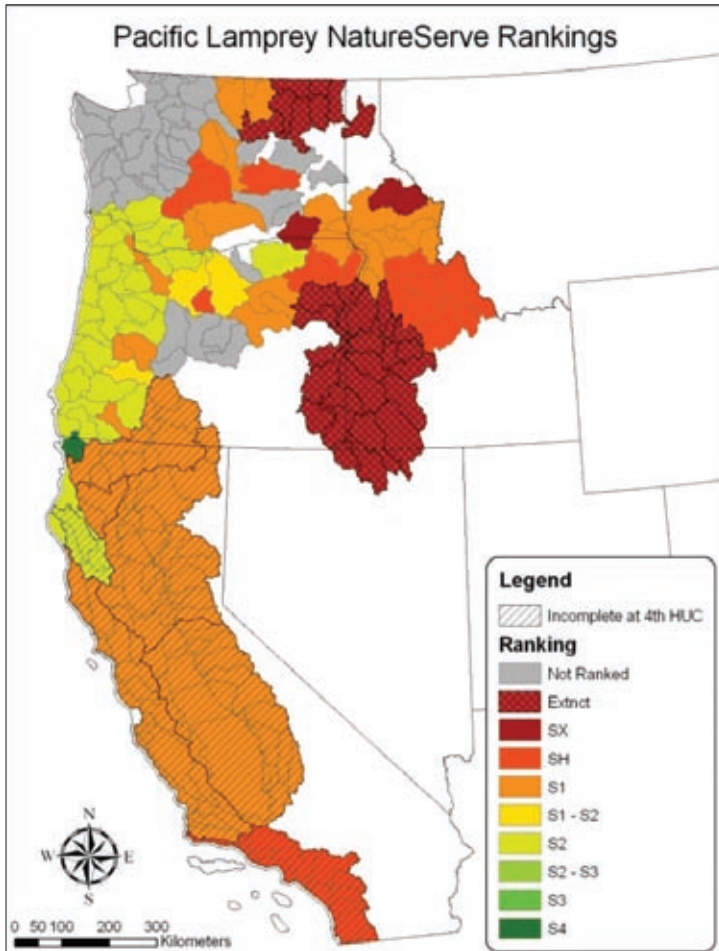 Pacific Lamprey NatureServe Rankings
Legend
Incomplete at 4th HUC
Ranking
Not Ranked
Extnct
SX
SH
S1
S1 - S2
S2
S2 - S3
S3
S4
N
W E
S
0 50 100 200 300
Kilometers